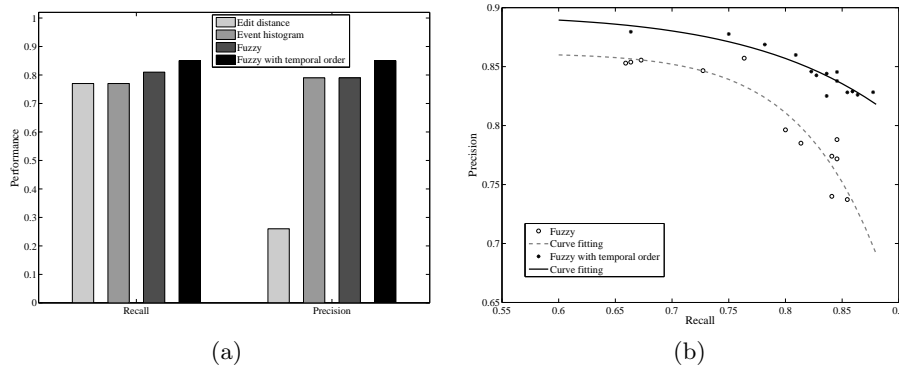 1
0.9
0.8
0.7
0.6
0.5
0.4
0.3
0.2
0.1
0
Performance
Edit distance
Event histogram
Fuzzy
Fuzzy with temporal order
Recall
Precision
(a)
0.9
0.85
0.8
0.75
0.7
0.65
Precision
Fuzzy
Curve fitting
Fuzzy with temporal order
Curve fitting
0.55
0.6
0.65
0.7
0.75
0.8
0.85
0.9
Recall
(b)